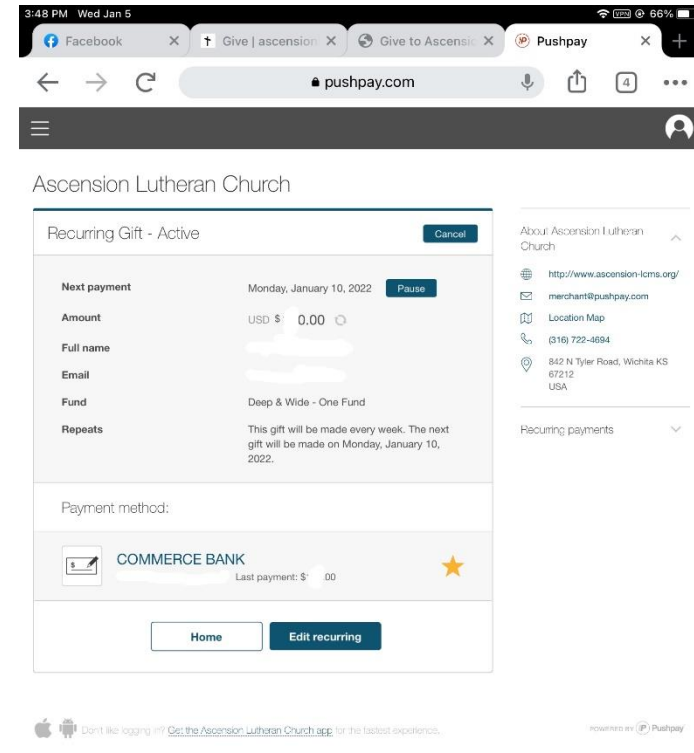 3:48 PM Wed Jan 5
VPN 66%
Facebook
Give | ascension
Give to Ascensio
Pushpay
pushpay.com
4
Ascension Lutheran Church
Recurring Gift - Active
Cancel
Next payment
Monday, January 10, 2022
Pause
Amount
USD $ 0.00
Full name
Email
Fund
Deep & Wide - One Fund
Repeats
This gift will be made every week. The next
gift will be made on Monday, January 10,
2022.
Payment method:
COMMERCE BANK
Last payment: $ .00
Home
Edit recurring
About Ascension Lutheran
Church
http://www.ascension-lcms.org/
merchant@pushpay.com
Location Map
(316) 722-4694
842 N Tyler Road, Wichita KS
67212
USA
Recurring payments
Don't like logging in? Get the Ascension Lutheran Church app for the fastest experience.
POWERED BY Pushpay